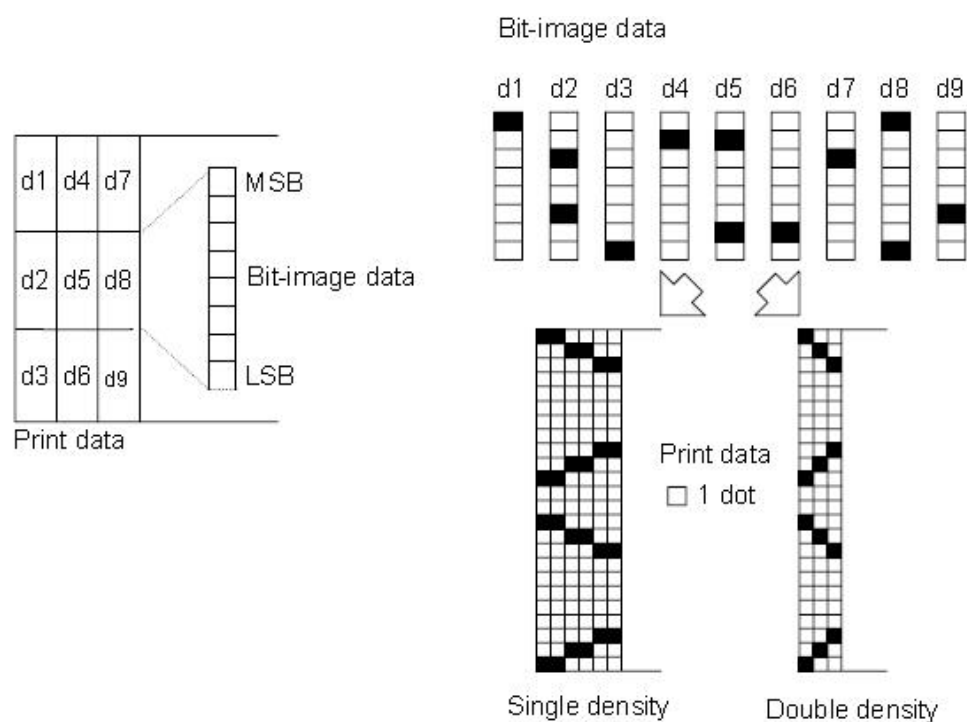 Bit-image data
d1 d2 d3 d4 d5 d6 d7 d8 d9
d1 d4 d7
d2 d5 d8
d3 d6 d9
Print data
MSB
Bit-image data
LSB
Print data
1 dot
Single density
Double density